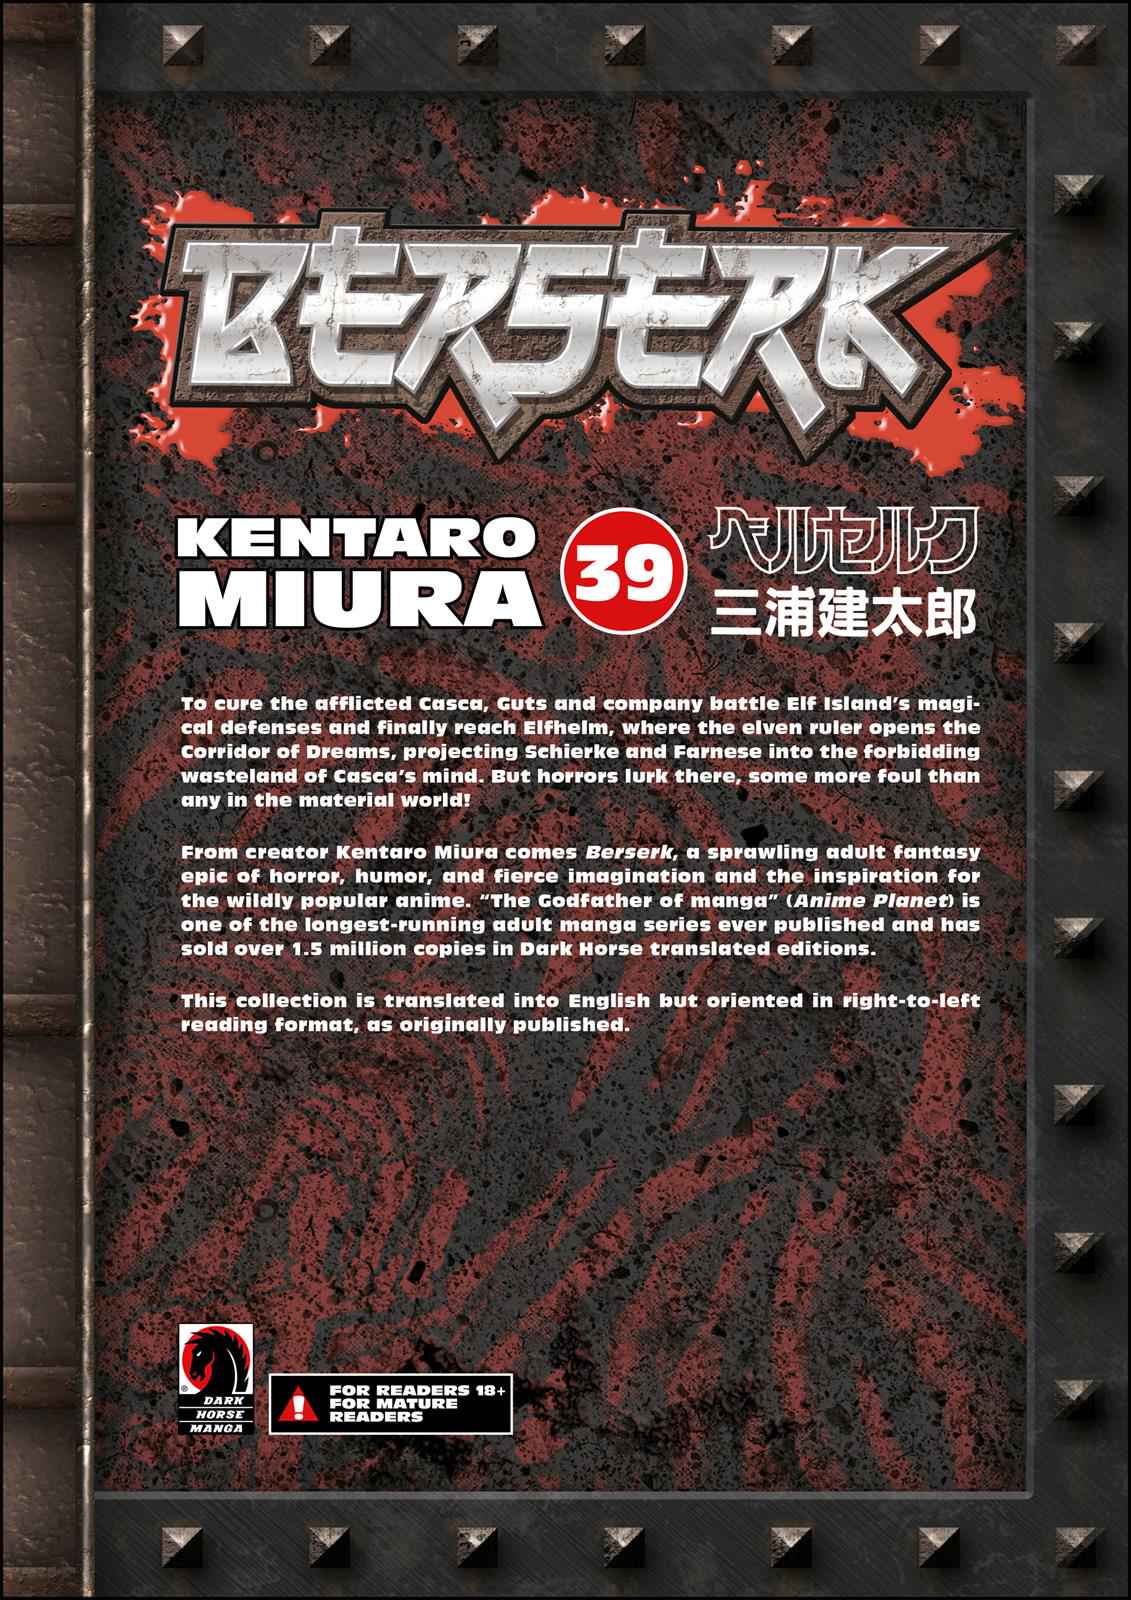 BERSERK
KENTARO
MIURA
39
ベルセルク
三浦建太郎
To cure the afflicted Casca, Guts and company battle Elf Island's magi-
cal defenses and finally reach Elfhelm, where the elven ruler opens the
Corridor of Dreams, projecting Schierke and Farnese into the forbidding
wasteland of Casca's mind. But horrors lurk there, some more foul than
any in the material world!
From creator Kentaro Miura comes Berserk, a sprawling adult fantasy
epic of horror, humor, and fierce imagination and the inspiration for
the wildly popular anime. “The Godfather of manga” (Anime Planet) is
one of the longest-running adult manga series ever published and has
sold over 1.5 million copies in Dark Horse translated editions.
This collection is translated into English but oriented in right-to-left
reading format, as originally published.
®
DARK
HORSE
MANGA
!
FOR READERS 18+
FOR MATURE
READERS